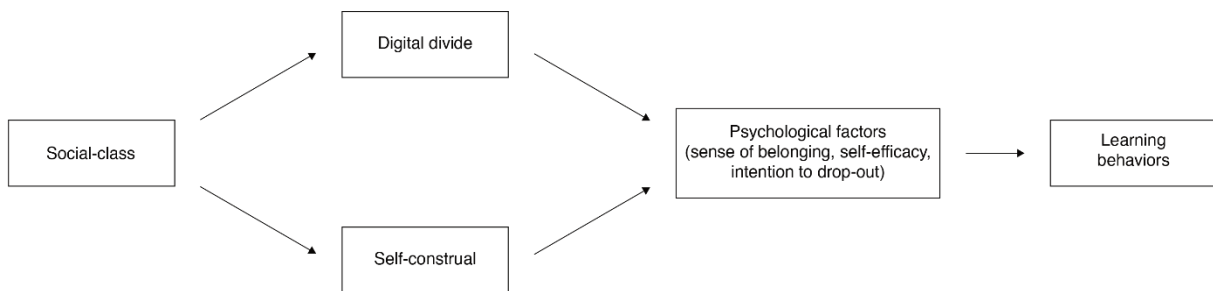 Digital divide
Social-class
Psychological factors
(sense of belonging, self-efficacy,
intention to drop-out)
Learning
behaviors
Self-construal